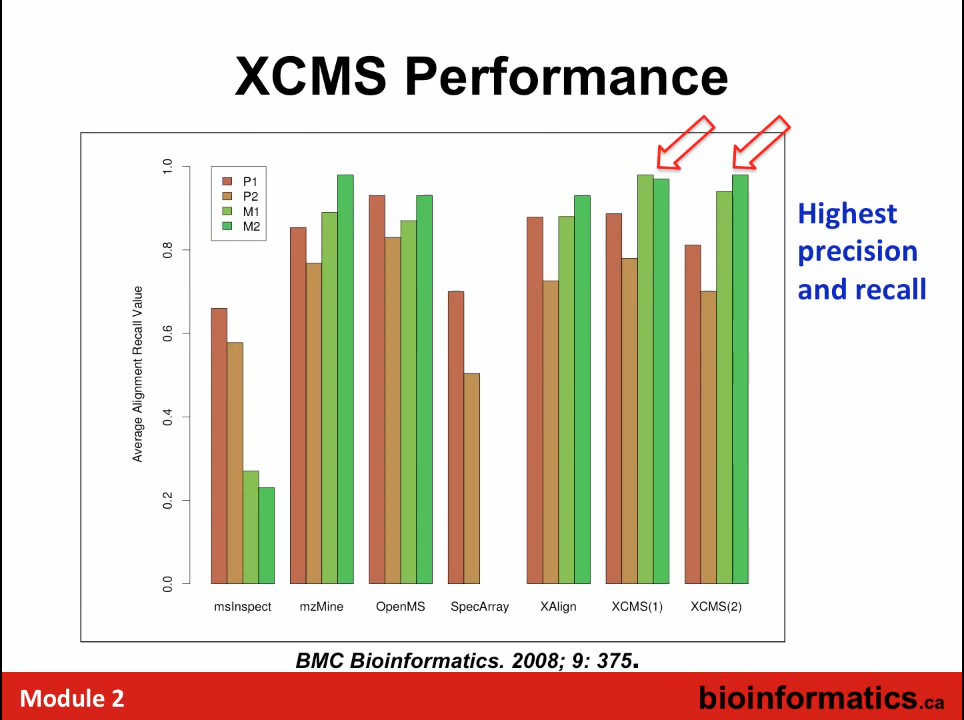 XCMS Performance
1.0
0.8
0.6
0.4
0.2
0.0
Average Alignment Recall Value
P1
P2
M1
M2
msInspect mzMine OpenMS SpecArray XAlign XCMS(1) XCMS(2)
Highest
precision
and recall
BMC Bioinformatics. 2008; 9: 375.
Module 2
bioinformatics.ca